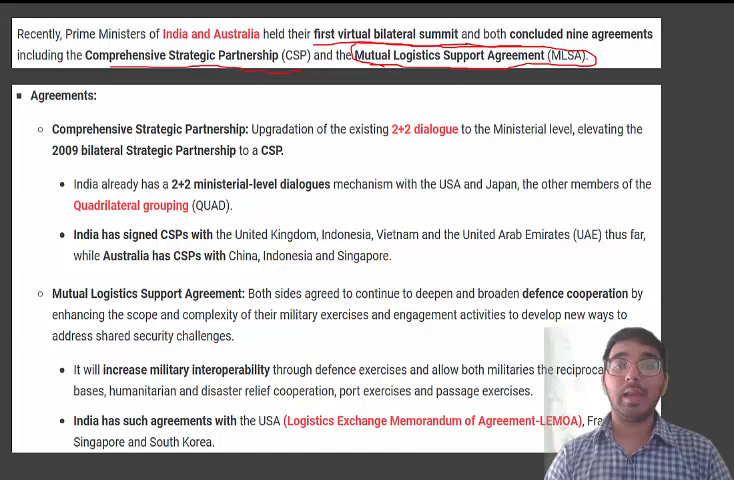 Recently, Prime Ministers of India and Australia held their first virtual bilateral summit and both concluded nine agreements
including the Comprehensive Strategic Partnership (CSP) and the Mutual Logistics Support Agreement (MLSA).
Agreements:
Comprehensive Strategic Partnership: Upgradation of the existing 2+2 dialogue to the Ministerial level, elevating the
2009 bilateral Strategic Partnership to a CSP.
India already has a 2+2 ministerial-level dialogues mechanism with the USA and Japan, the other members of the
Quadrilateral grouping (QUAD).
India has signed CSPs with the United Kingdom, Indonesia, Vietnam and the United Arab Emirates (UAE) thus far,
while Australia has CSPs with China, Indonesia and Singapore.
Mutual Logistics Support Agreement: Both sides agreed to continue to deepen and broaden defence cooperation by
enhancing the scope and complexity of their military exercises and engagement activities to develop new ways to
address shared security challenges.
It will increase military interoperability through defence exercises and allow both militaries the
bases, humanitarian and disaster relief cooperation, port exercises and passage exercises.
India has such agreements with the USA (Logistics Exchange Memorandum of Agreement-LEMOA),
Singapore and South Korea.